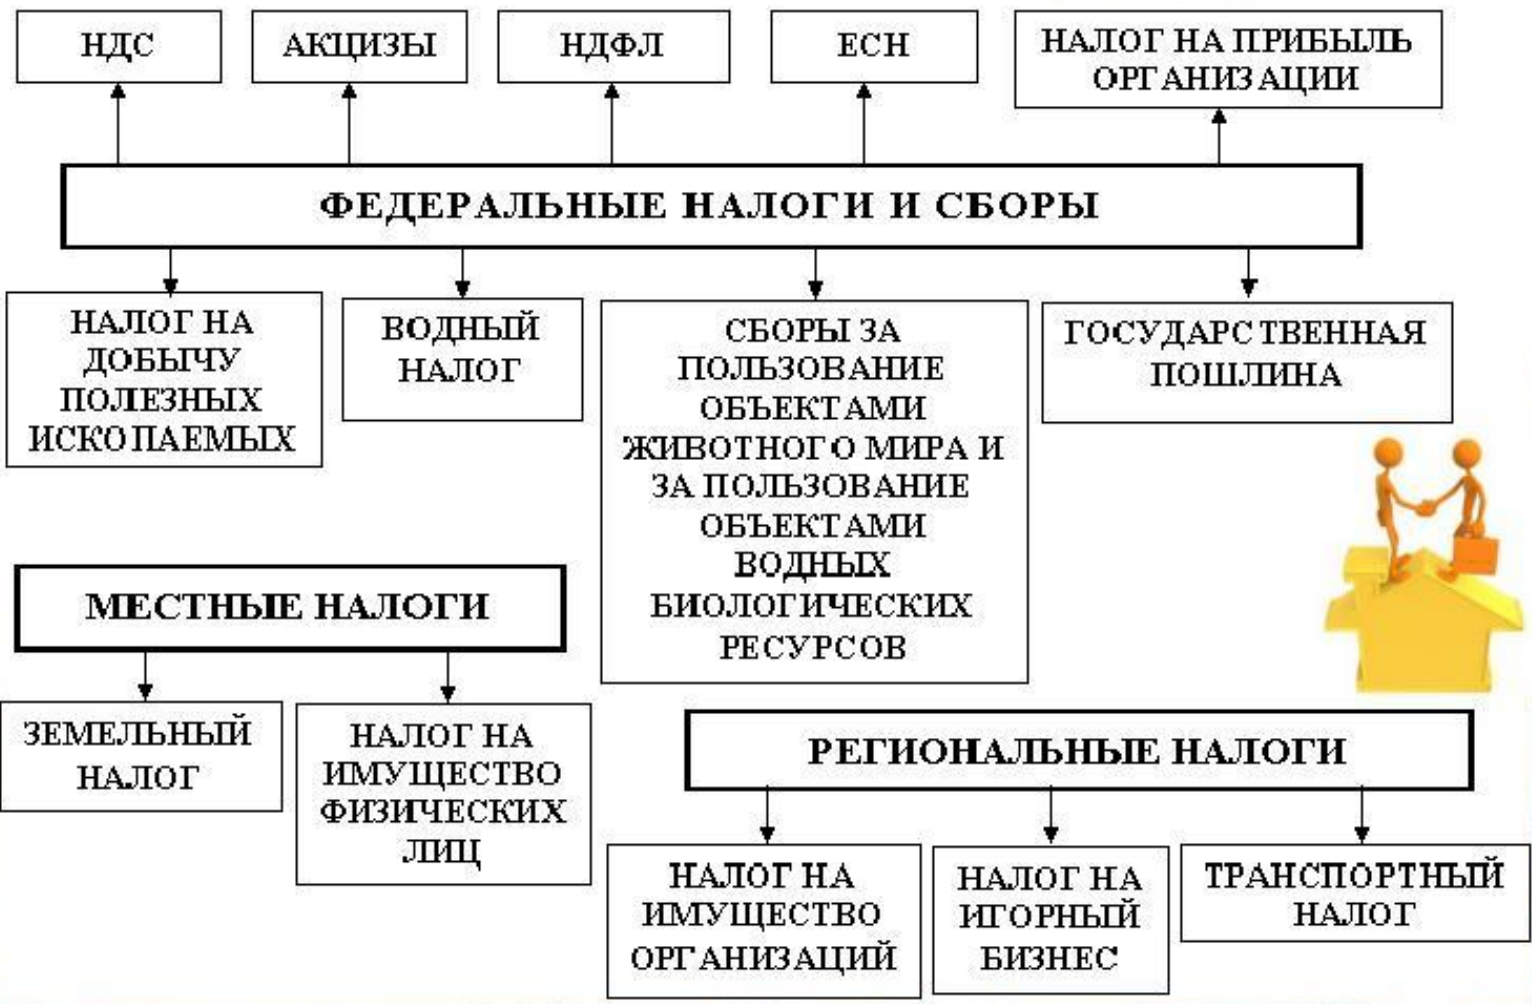 НДС
АКЦИЗЫ
НДФЛ
ЕСН
НАЛОГ НА ПРИБЫЛЬ
ОРГАНИЗАЦИИ
ФЕДЕРАЛЬНЫЕ НАЛОГИ И СБОРЫ
НАЛОГ НА
ДОБЫЧУ
ПОЛЕЗНЫХ
ИСКОПАЕМЫХ
ВОДНЫЙ
НАЛОГ
СБОРЫ ЗА
ПОЛЬЗОВАНИЕ
ОБЪЕКТАМИ
ЖИВОТНОГО МИРА И
ЗА ПОЛЬЗОВАНИЕ
ОБЪЕКТАМИ
ВОДНЫХ
БИОЛОГИЧЕСКИХ
РЕСУРСОВ
ГОСУДАРСТВЕННАЯ
ПОШЛИНА
МЕСТНЫЕ НАЛОГИ
ЗЕМЕЛЬНЫЙ
НАЛОГ
НАЛОГ НА
ИМУЩЕСТВО
ФИЗИЧЕСКИХ
ЛИЦ
РЕГИОНАЛЬНЫЕ НАЛОГИ
НАЛОГ НА
ИМУЩЕСТВО
ОРГАНИЗАЦИЙ
НАЛОГ НА
ИГОРНЫЙ
БИЗНЕС
ТРАНСПОРТНЫЙ
НАЛОГ